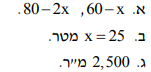 א. 60-x, 80-2x.
ב. x = 25 מטר.
ג. 2,500 מ"ר.